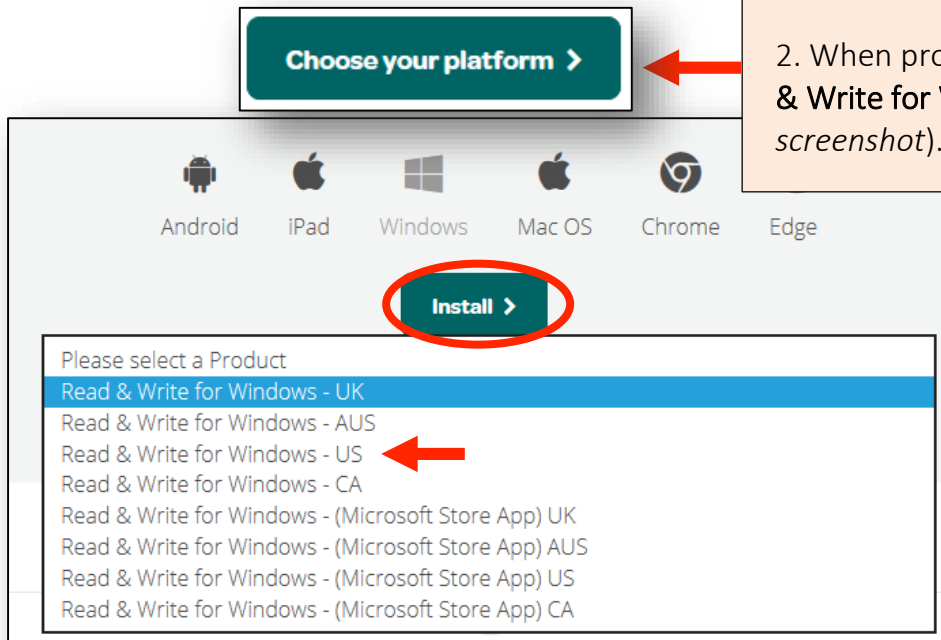 Choose your platform >
2. When pro
& Write for
screenshot).
Android iPad Windows Mac OS Chrome Edge
Install >
Please select a Product
Read & Write for Windows - UK
Read & Write for Windows - AUS
Read & Write for Windows - US
Read & Write for Windows - CA
Read & Write for Windows - (Microsoft Store App) UK
Read & Write for Windows - (Microsoft Store App) AUS
Read & Write for Windows - (Microsoft Store App) US
Read & Write for Windows - (Microsoft Store App) CA